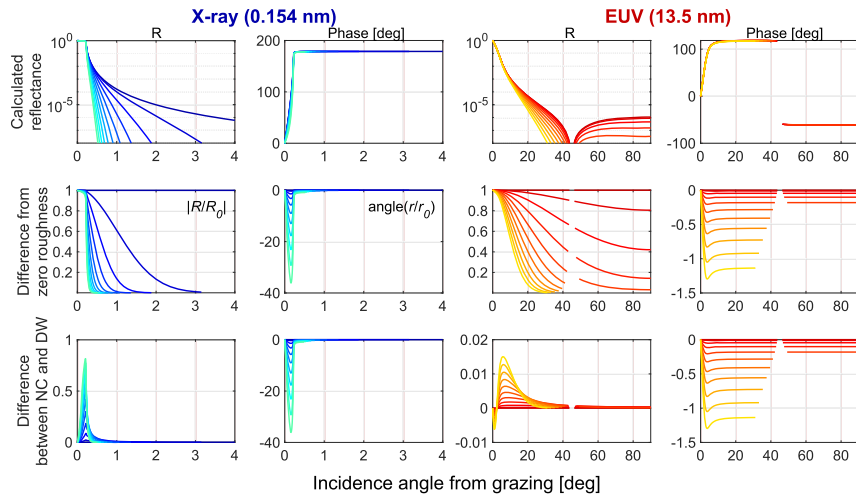 X-ray (0.154 nm)
EUV (13.5 nm)
R
Phase [deg]
R
Phase [deg]
Calculated
reflectance
10^0
10^-5
0 1 2 3 4
200
100
0
0 1 2 3 4
10^0
10^-5
0 20 40 60 80
100
0
-100
0 20 40 60 80
Difference from
zero roughness
|R/R_0|
1
0.8
0.6
0.4
0.2
0 1 2 3 4
angle(r/r_0)
0
-20
-40
0 1 2 3 4
1
0.8
0.6
0.4
0.2
0 20 40 60 80
0
-0.5
-1
-1.5
0 20 40 60 80
Difference
between NC and DW
1
0.5
0
0 1 2 3 4
0
-20
-40
0 1 2 3 4
0.02
0.01
0
-0.01
0 20 40 60 80
0
-0.5
-1
-1.5
0 20 40 60 80
Incidence angle from grazing [deg]